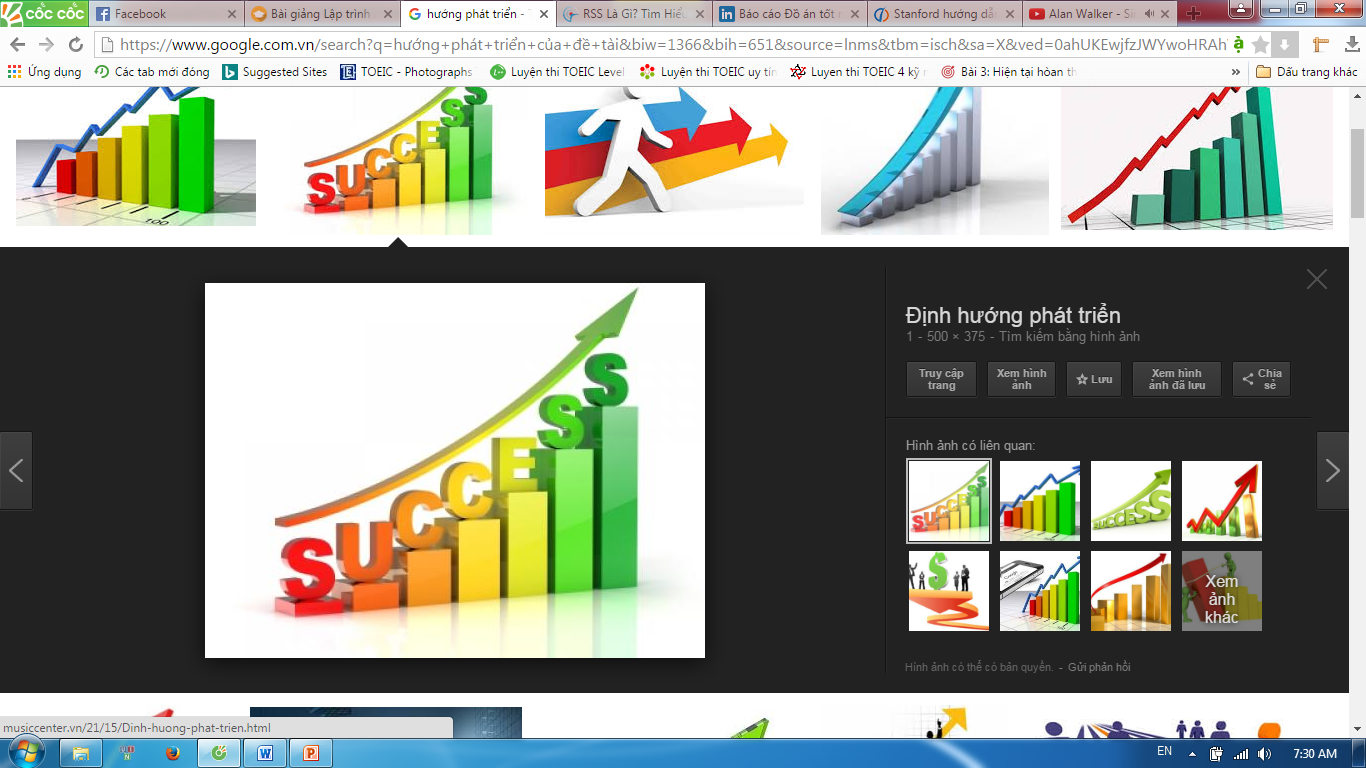 CỐC CỐC
Facebook
Bài giảng Lập trình
hướng phát triển -
RSS Là Gì? Tìm Hiểu
Báo cáo Đồ án tốt
Stanford hướng dẫ
Alan Walker - Si
https://www.google.com.vn/search?q=hướng+phát+triển+của+đề+tài&biw=1366&bih=651&source=lnms&tbm=isch&sa=X&ved=0ahUKEwjfzJWYwoHRAh
Ứng dụng
Các tab mới đóng
Suggested Sites
TOEIC - Photographs
Luyện thi TOEIC Level
Luyện thi TOEIC uy tín
Luyen thi TOEIC 4 kỹ
Bài 3: Hiện tại hòan th
»
Dấu trang khác
100
SUCCESS
SUCCESS
Định hướng phát triển
1 - 500 × 375 - Tìm kiếm bằng hình ảnh
Truy cập
trang
Xem hình
ảnh
Lưu
Xem hình
ảnh đã lưu
Chia
sẻ
Hình ảnh có liên quan:
SUCCESS
SUCCESS
Xem
ảnh
khác
Hình ảnh có thể có bản quyền. - Gửi phản hồi
musiccenter.vn/21/15/Dinh-huong-phat-trien.html
EN
7:30 AM